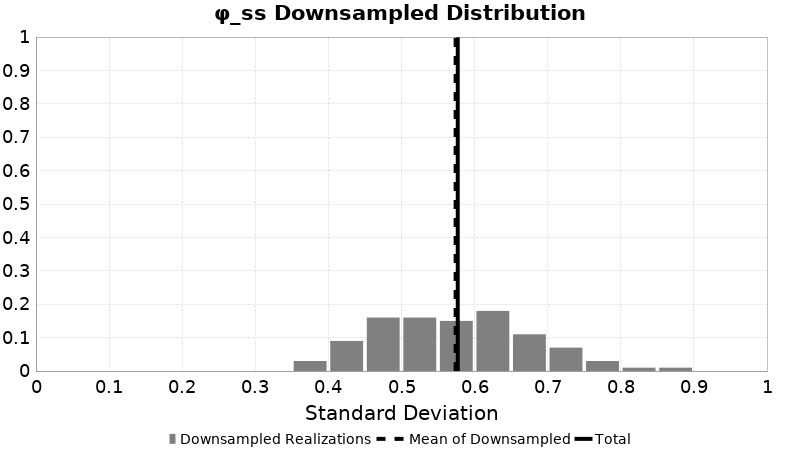 φ_ss Downsampled Distribution
1
0.9
0.8
0.7
0.6
0.5
0.4
0.3
0.2
0.1
0
0 0.1 0.2 0.3 0.4 0.5 0.6 0.7 0.8 0.9 1
Standard Deviation
Downsampled Realizations Mean of Downsampled Total